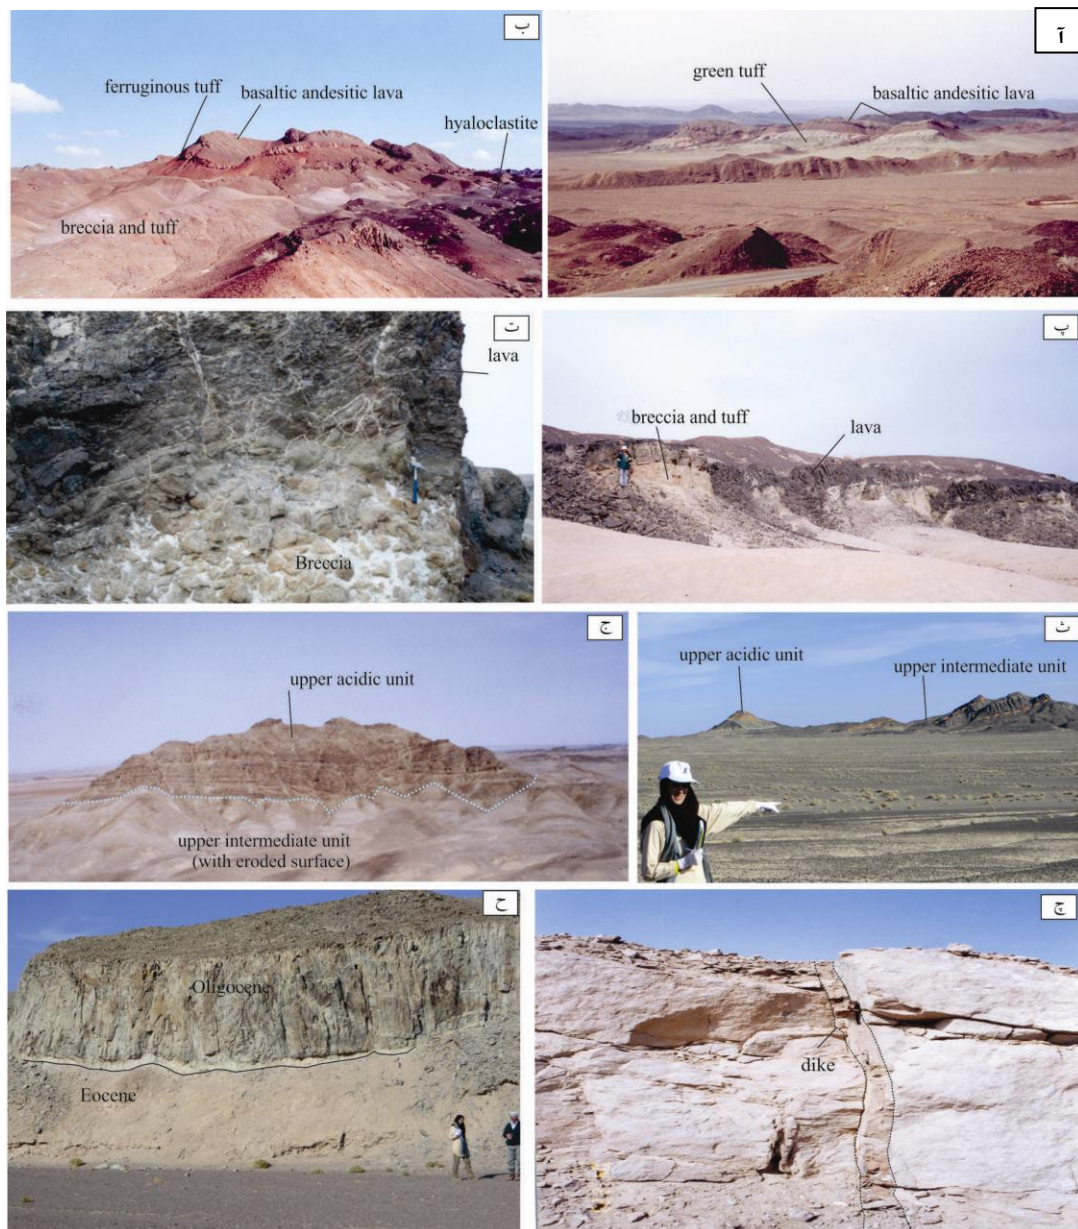 آ
green tuff
basaltic andesitic lava
ب
ferruginous tuff
basaltic andesitic lava
hyaloclastite
breccia and tuff
پ
breccia and tuff
lava
ت
lava
Breccia
ث
upper acidic unit
upper intermediate unit
ج
upper acidic unit
upper intermediate unit
(with eroded surface)
چ
dike
ح
Oligocene
Eocene